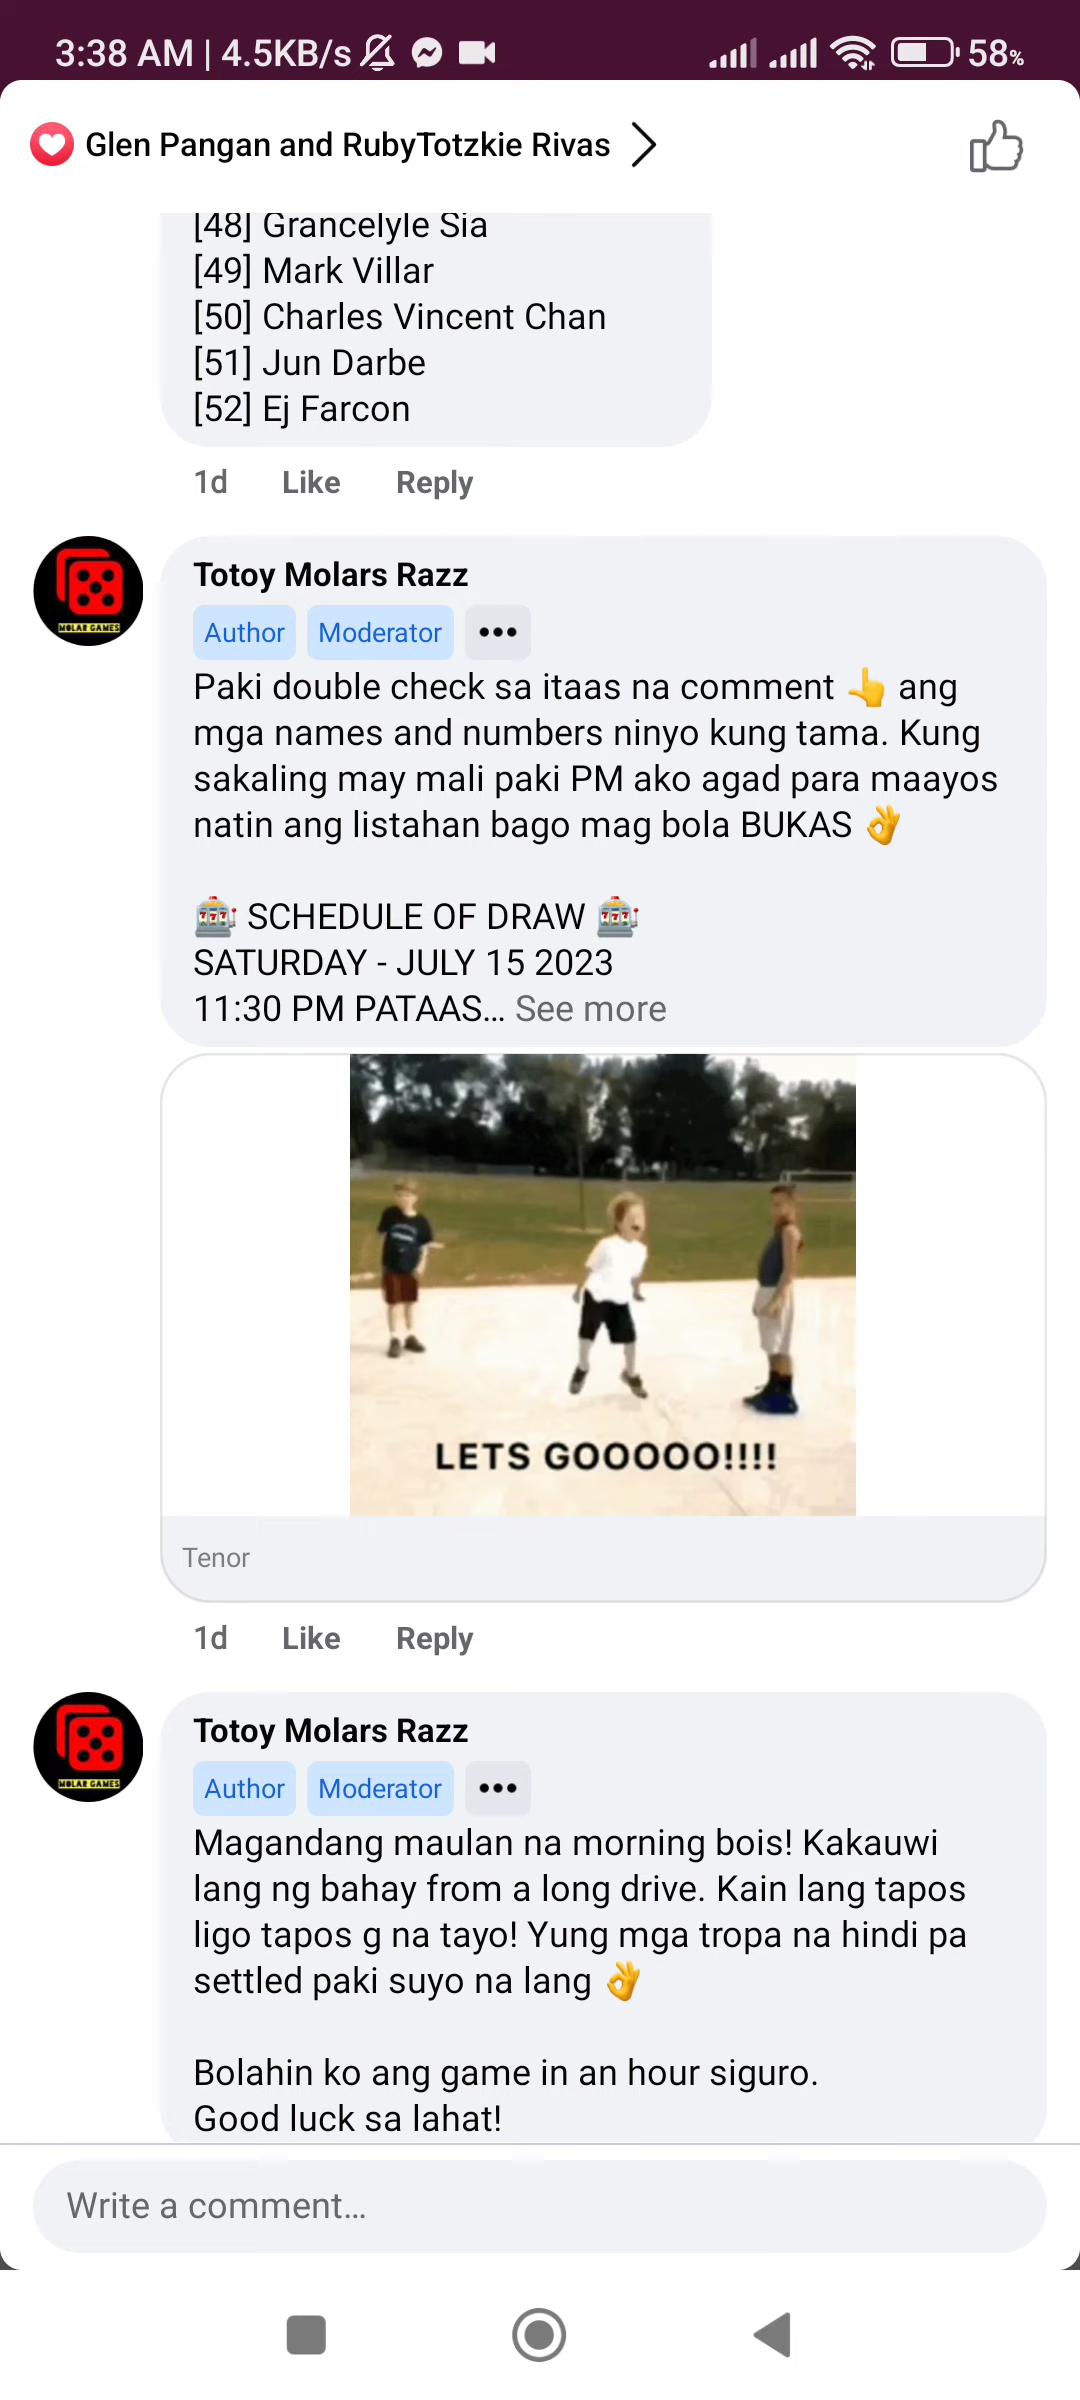 3:38 AM | 4.5KB/s
58%
Glen Pangan and RubyTotzkie Rivas
[48] Grancelyle Sia
[49] Mark Villar
[50] Charles Vincent Chan
[51] Jun Darbe
[52] Ej Farcon
1d Like Reply
MOLAR GAMES
Totoy Molars Razz
Author Moderator •••
Paki double check sa itaas na comment 👆 ang
mga names and numbers ninyo kung tama. Kung
sakaling may mali paki PM ako agad para maayos
natin ang listahan bago mag bola BUKAS 👌
🎰 SCHEDULE OF DRAW 🎰
SATURDAY - JULY 15 2023
11:30 PM PATAAS... See more
LETS GOOOOO!!!!
Tenor
1d Like Reply
MOLAR GAMES
Totoy Molars Razz
Author Moderator •••
Magandang maulan na morning bois! Kakauwi
lang ng bahay from a long drive. Kain lang tapos
ligo tapos g na tayo! Yung mga tropa na hindi pa
settled paki suyo na lang 👌
Bolahin ko ang game in an hour siguro.
Good luck sa lahat!
Write a comment...